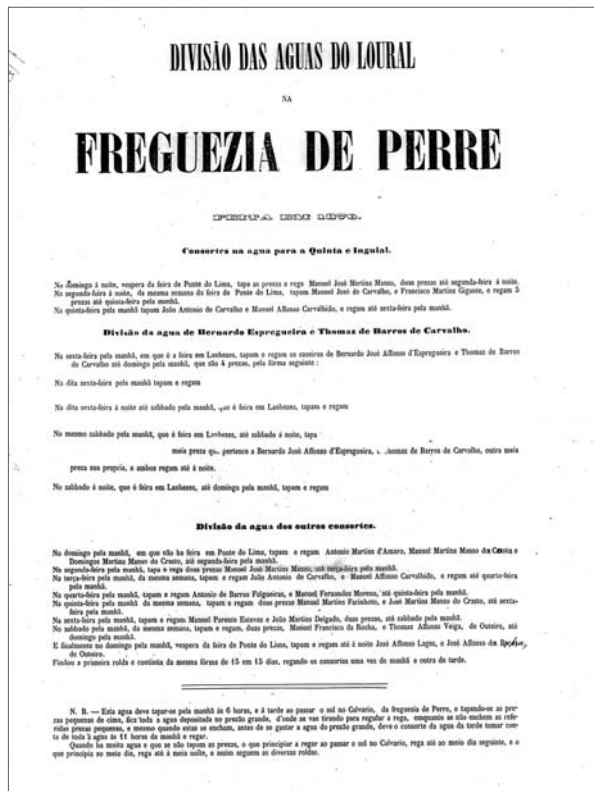 DIVISÃO DAS AGUAS DO LOURAL
NA
FREGUEZIA DE PERRE
FEITA EM 1876.
Consortes na agua para a Quinta e Inguial.
No domingo á noite, vespera da feira de Ponte do Lima, tapa as prezas e rega Manoel José Martins Manso, duas prezas até segunda-feira á noite.
Na segunda-feira á noite, da mesma semana da feira de Ponte do Lima, tapam Manoel José de Carvalho, e Francisco Martins Gigante, e regam 5
prezas até quinta-feira pela manhã.
Na quinta-feira pela manhã tapam João Antonio de Carvalho e Manoel Affonso Carvalhido, e regam até sexta-feira pela manhã.
Divisão da agua de Bernardo Espregueira e Thomaz de Barros de Carvalho.
Na sexta-feira pela manhã, em que é a feira em Lanhezes, tapam e regam os caseiros de Bernardo José Affonso d'Espregueira e Thomaz de Barros
de Carvalho até domingo pela manhã, que são 4 prezas, pela fórma seguinte :
Na dita sexta-feira pela manhã tapam e regam
Na dita sexta-feira á noite até sabbado pela manhã, que é feira em Lanhezes, tapam e regam
No mesmo sabbado pela manhã, que é feira em Lanhezes, até sabbado á noite, tapa
meia preza que pertence a Bernardo José Affonso d'Espregueira, e Thomaz de Barros de Carvalho, outra meia
preza sua propria, e ambos regam até á noite.
No sabbado á noite, que é feira em Lanhezes, até domingo pela manhã, tapam e regam
Divisão da agua dos outros consortes.
No domingo pela manhã, em que não ha feira em Ponte do Lima, tapam e regam Antonio Martins d'Amaro, Manoel Martins Manso da Costa e
Domingos Martins Manso do Crasto, até segunda-feira pela manhã.
Na segunda-feira pela manhã, tapa e rega duas prezas Manoel José Martins Manso, até terça-feira pela manhã.
Na terça-feira pela manhã, da mesma semana, tapam e regam João Antonio de Carvalho, e Manoel Affonso Carvalhido, e regam até quarta-feira
pela manhã.
Na quarta-feira pela manhã, tapam e regam Antonio de Barros Folgueiras, e Manoel Fernandes Moreno, até quinta-feira pela manhã.
Na quinta-feira pela manhã da mesma semana, tapam e regam duas prezas Manoel Martins Farinhoto, e José Martins Manso do Crasto, até sexta-
feira pela manhã.
Na sexta-feira pela manhã, tapam e regam Manoel Parente Esteves e João Martins Delgado, duas prezas, até sabbado pela manhã.
No sabbado pela manhã, da mesma semana, tapam e regam, duas prezas, Manoel Francisco da Rocha, e Thomaz Affonso Veiga, de Outeiro, até
domingo pela manhã.
E finalmente no domingo pela manhã, vespera da feira de Ponte do Lima, tapam e regam até á noite José Affonso Lages, e José Affonso da Rocha,
de Outeiro.
Findou a primeira rolda e continúa da mesma fórma de 15 em 15 dias, regando os consortes uma vez de manhã e outra de tarde.
N. B. — Esta agua deve tapar-se pela manhã ás 6 horas, e á tarde ao passar o sol no Calvario, da freguesia de Perre, e tapando-se as pre-
zas pequenas de cima, fica toda a agua depositada no prezão grande, d'onde se vae tirando para regular a rega, emquanto se não enchem as refe-
ridas prezas pequenas, e mesmo quando estas se encham, antes de se gastar a agua do prezão grande, deve o consorte da agua da tarde tomar con-
ta de toda a agua ás 11 horas da manhã e regar.
Quando ha muita agua e que se não tapam as prezas, o que principiar a regar ao passar o sol no Calvario, rega até ao meio dia seguinte, e o
que principia ao meio dia, rega até á meia noite, e assim seguem as diversas roldas.